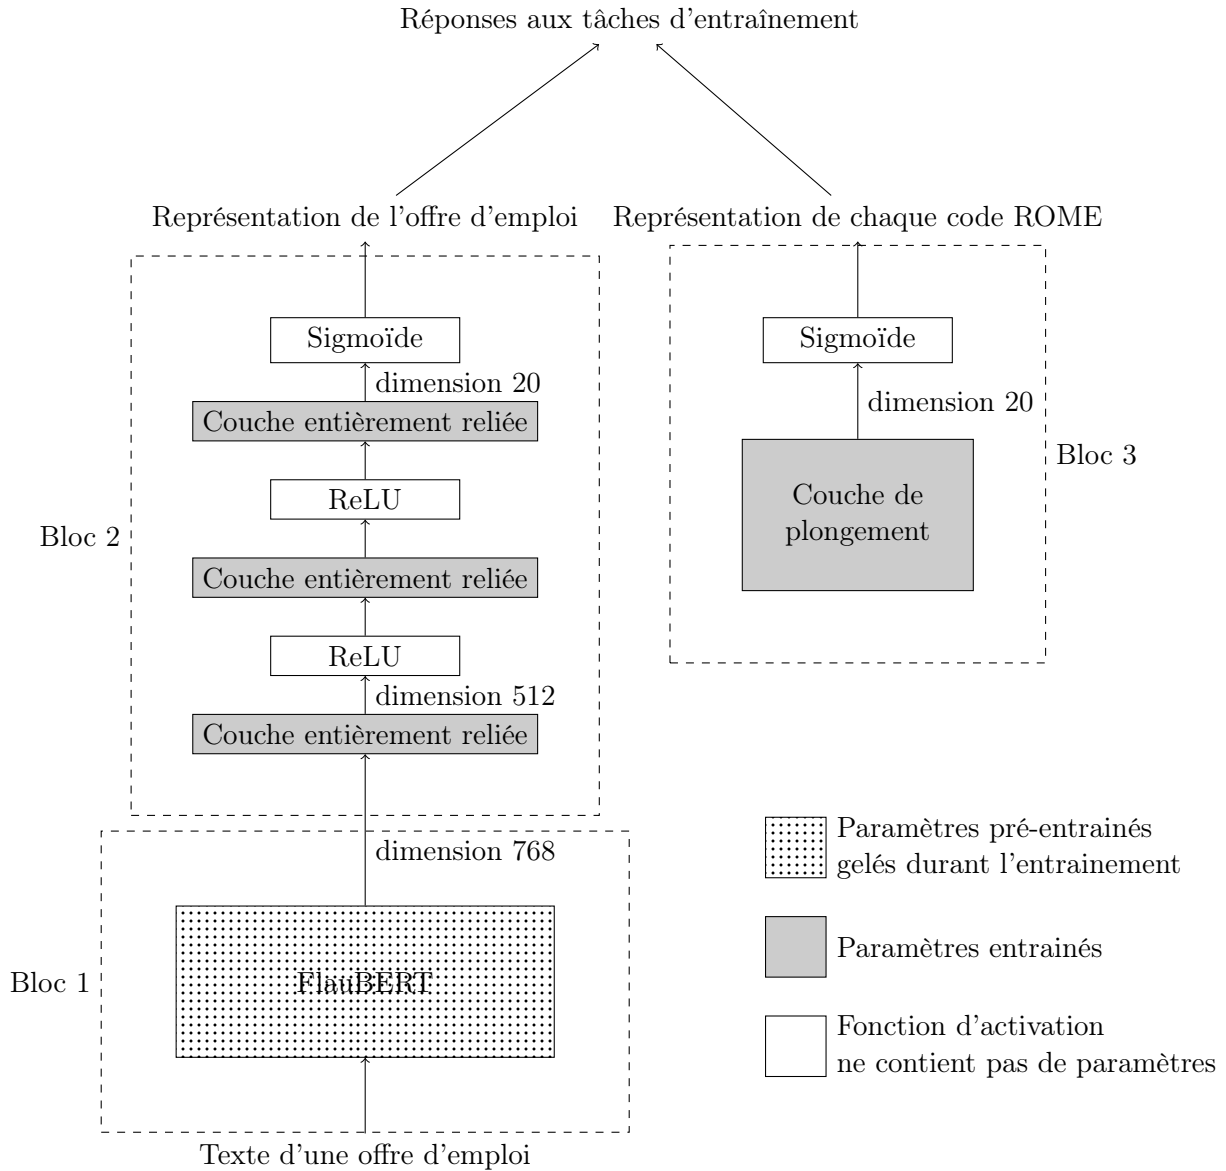 Réponses aux tâches d'entraînement
Représentation de l'offre d'emploi
Représentation de chaque code ROME
Sigmoïde
dimension 20
Couche entièrement reliée
ReLU
Bloc 2
Couche entièrement reliée
ReLU
dimension 512
Couche entièrement reliée
Sigmoïde
dimension 20
Bloc 3
Couche de
plongement
dimension 768
Bloc 1
FlauBERT
Texte d'une offre d'emploi
Paramètres pré-entrainés
gelés durant l'entrainement
Paramètres entrainés
Fonction d'activation
ne contient pas de paramètres